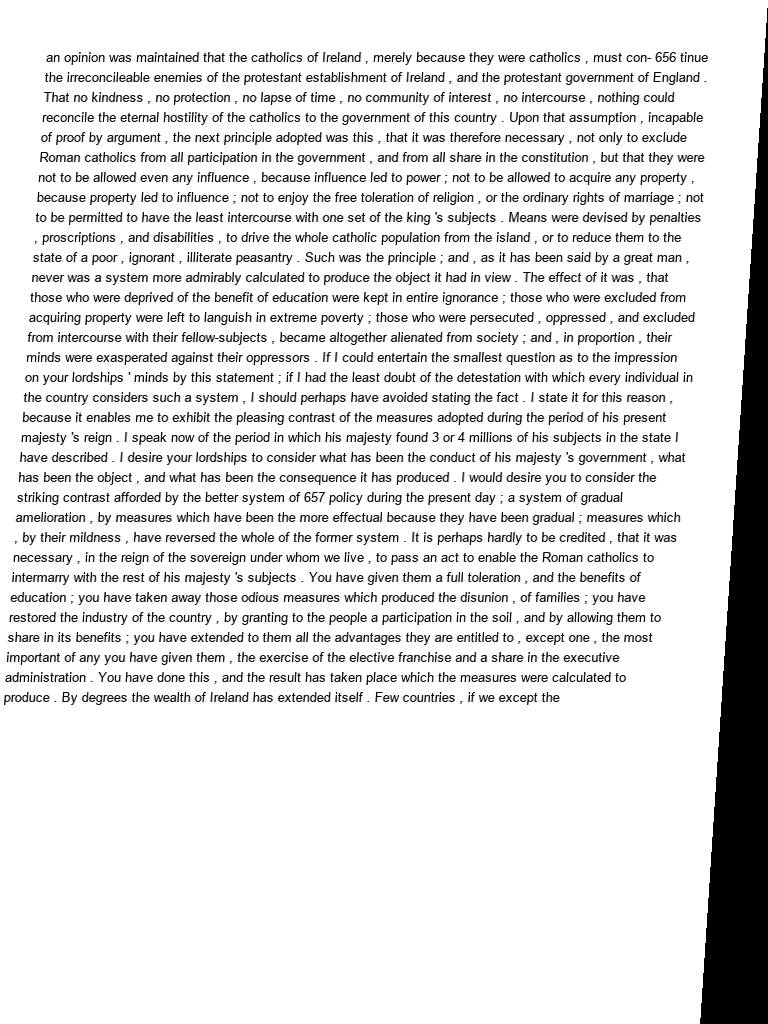 an opinion was maintained that the catholics of Ireland , merely because they were catholics , must con- 656 tinue
the irreconcileable enemies of the protestant establishment of Ireland , and the protestant government of England .
That no kindness , no protection , no lapse of time , no community of interest , no intercourse , nothing could
reconcile the eternal hostility of the catholics to the government of this country . Upon that assumption , incapable
of proof by argument , the next principle adopted was this , that it was therefore necessary , not only to exclude
Roman catholics from all participation in the government , and from all share in the constitution , but that they were
not to be allowed even any influence , because influence led to power ; not to be allowed to acquire any property ,
because property led to influence ; not to enjoy the free toleration of religion , or the ordinary rights of marriage ; not
to be permitted to have the least intercourse with one set of the king 's subjects . Means were devised by penalties
, proscriptions , and disabilities , to drive the whole catholic population from the island , or to reduce them to the
state of a poor , ignorant , illiterate peasantry . Such was the principle ; and , as it has been said by a great man ,
never was a system more admirably calculated to produce the object it had in view . The effect of it was , that
those who were deprived of the benefit of education were kept in entire ignorance ; those who were excluded from
acquiring property were left to languish in extreme poverty ; those who were persecuted , oppressed , and excluded
from intercourse with their fellow-subjects , became altogether alienated from society ; and , in proportion , their
minds were exasperated against their oppressors . If I could entertain the smallest question as to the impression
on your lordships ' minds by this statement ; if I had the least doubt of the detestation with which every individual in
the country considers such a system , I should perhaps have avoided stating the fact . I state it for this reason ,
because it enables me to exhibit the pleasing contrast of the measures adopted during the period of his present
majesty 's reign . I speak now of the period in which his majesty found 3 or 4 millions of his subjects in the state I
have described . I desire your lordships to consider what has been the conduct of his majesty 's government , what
has been the object , and what has been the consequence it has produced . I would desire you to consider the
striking contrast afforded by the better system of 657 policy during the present day ; a system of gradual
amelioration , by measures which have been the more effectual because they have been gradual ; measures which
, by their mildness , have reversed the whole of the former system . It is perhaps hardly to be credited , that it was
necessary , in the reign of the sovereign under whom we live , to pass an act to enable the Roman catholics to
intermarry with the rest of his majesty 's subjects . You have given them a full toleration , and the benefits of
education ; you have taken away those odious measures which produced the disunion , of families ; you have
restored the industry of the country , by granting to the people a participation in the soil , and by allowing them to
share in its benefits ; you have extended to them all the advantages they are entitled to , except one , the most
important of any you have given them , the exercise of the elective franchise and a share in the executive
administration . You have done this , and the result has taken place which the measures were calculated to
produce . By degrees the wealth of Ireland has extended itself . Few countries , if we except the